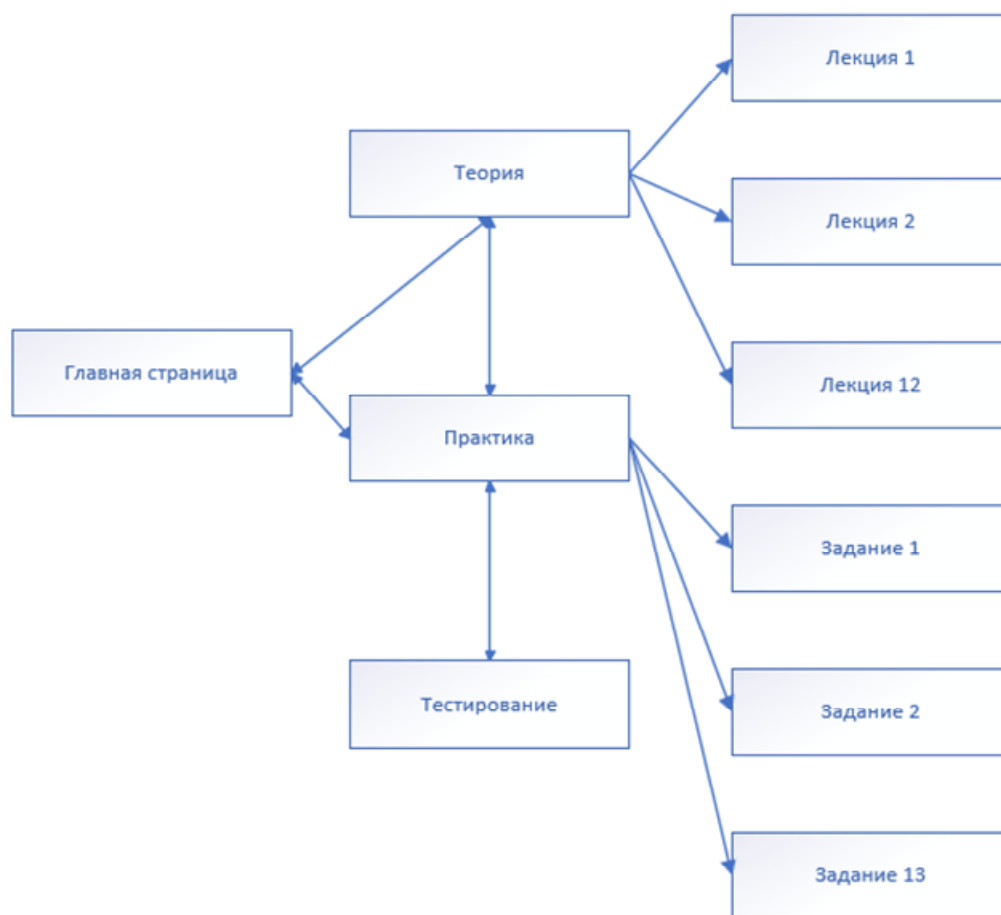 Лекция 1
Теория
Лекция 2
Главная страница
Лекция 12
Практика
Задание 1
Тестирование
Задание 2
Задание 13